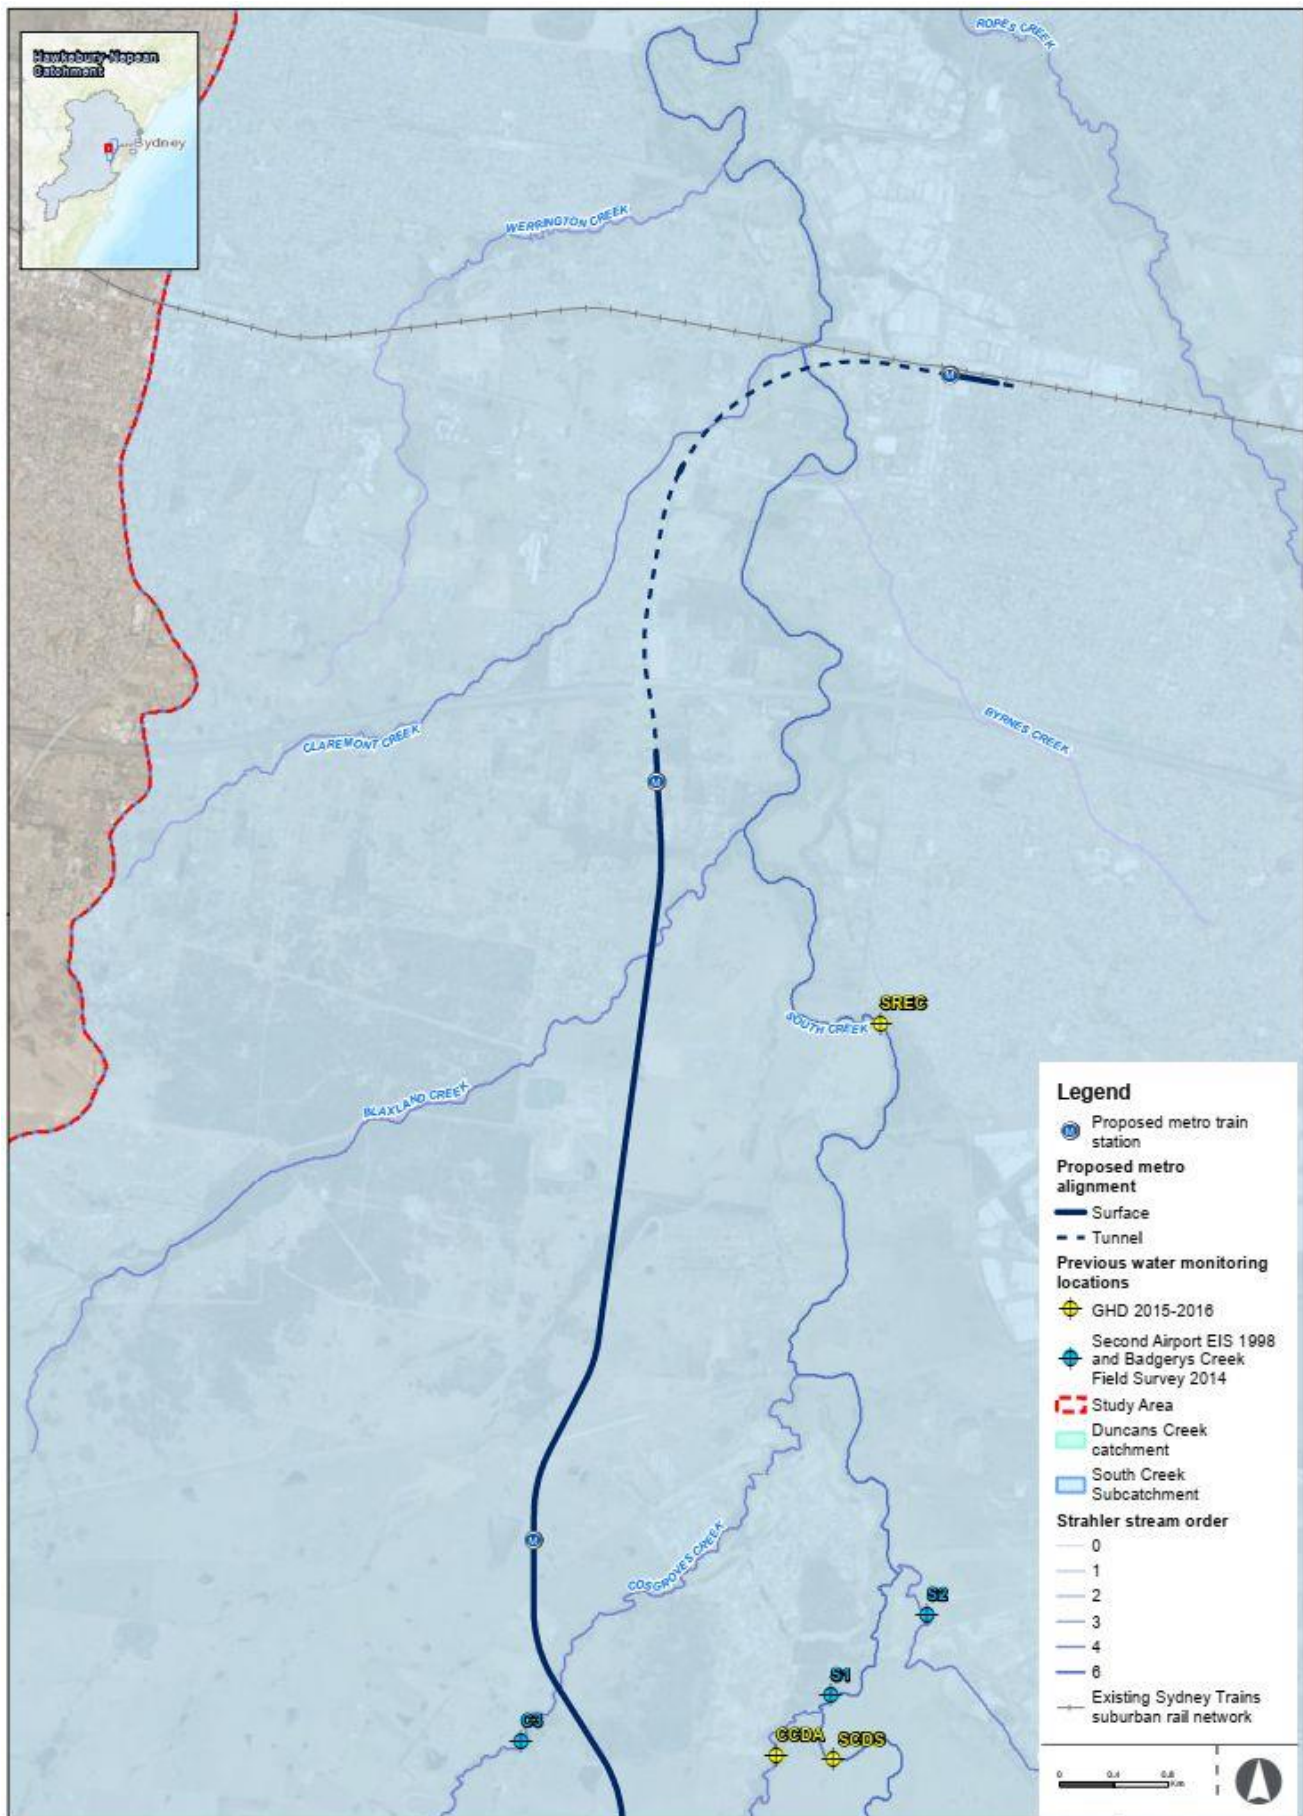 Hawkesbury-Nepean
Catchment
Sydney
ROPES CREEK
WERRINGTON CREEK
M
CLAREMONT CREEK
BYRNES CREEK
M
SREC
SOUTH CREEK
BLAXLAND CREEK
M
COSGROVES CREEK
S2
S1
C3
CCDA
SCDS
Legend
M
Proposed metro train
station
Proposed metro
alignment
Surface
Tunnel
Previous water monitoring
locations
GHD 2015-2016
Second Airport EIS 1998
and Badgerys Creek
Field Survey 2014
Study Area
Duncans Creek
catchment
South Creek
Subcatchment
Strahler stream order
0
1
2
3
4
6
Existing Sydney Trains
suburban rail network
0 0.4 0.8
Km